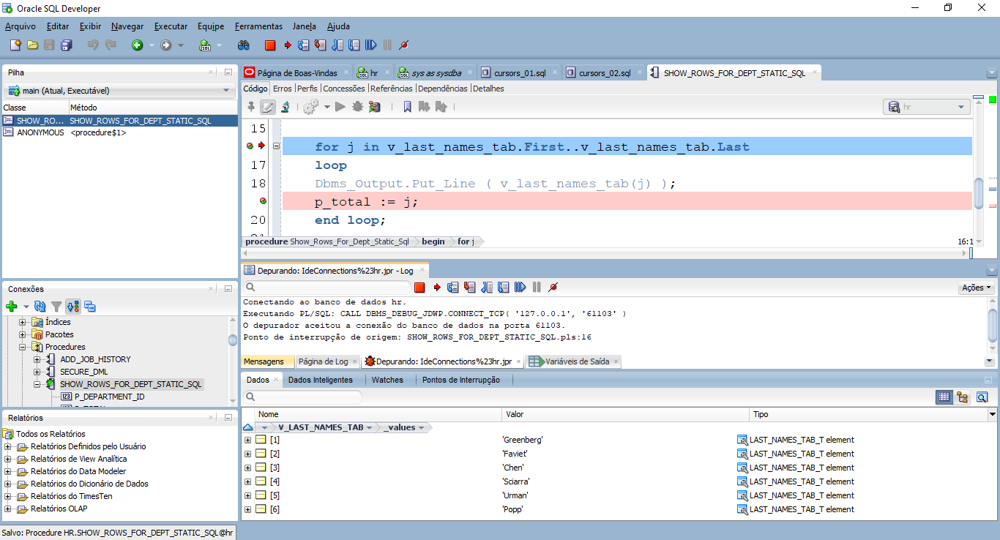 Oracle SQL Developer
Arquivo Editar Exibir Navegar Executar Equipe Ferramentas Janela Ajuda
Pilha
main (Atual, Executável)
Classe Método
SHOW_RO... SHOW_ROWS_FOR_DEPT_STATIC_SQL
ANONYMOUS <procedure$1>
Conexões
Índices
Pacotes
Procedures
ADD_JOB_HISTORY
SECURE_DML
SHOW_ROWS_FOR_DEPT_STATIC_SQL
P_DEPARTMENT_ID
Relatórios
Todos os Relatórios
Relatórios Definidos pelo Usuário
Relatórios de View Analítica
Relatórios do Data Modeler
Relatórios do Dicionário de Dados
Relatórios do TimesTen
Relatórios OLAP
Página de Boas-Vindas hr sys as sysdba cursors_01.sql cursors_02.sql SHOW_ROWS_FOR_DEPT_STATIC_SQL
Código Erros |Perfis |Concessões |Referências |Dependências |Detalhes
hr
15
for j in v_last_names_tab.First..v_last_names_tab.Last
17 loop
18 Dbms_Output.Put_Line ( v_last_names_tab(j) );
p_total := j;
20 end loop;
procedure Show_Rows_For_Dept_Static_Sql begin for j
16:1
Depurando: IdeConnections%23hr.jpr - Log
Ações
Conectando ao banco de dados hr.
Executando PL/SQL: CALL DBMS_DEBUG_JDWP.CONNECT_TCP( '127.0.0.1', '61103' )
O depurador aceitou a conexão do banco de dados na porta 61103.
Ponto de interrupção de origem: SHOW_ROWS_FOR_DEPT_STATIC_SQL.pls:16
Mensagens Página de Log Depurando: IdeConnections%23hr.jpr Variáveis de Saída
Dados Dados Inteligentes Watches Pontos de Interrupção
Nome Valor Tipo
V_LAST_NAMES_TAB _values
[1] 'Greenberg' LAST_NAMES_TAB_T element
[2] 'Faviet' LAST_NAMES_TAB_T element
[3] 'Chen' LAST_NAMES_TAB_T element
[4] 'Sciarra' LAST_NAMES_TAB_T element
[5] 'Urman' LAST_NAMES_TAB_T element
[6] 'Popp' LAST_NAMES_TAB_T element
Salvo: Procedure HR.SHOW_ROWS_FOR_DEPT_STATIC_SQL@hr